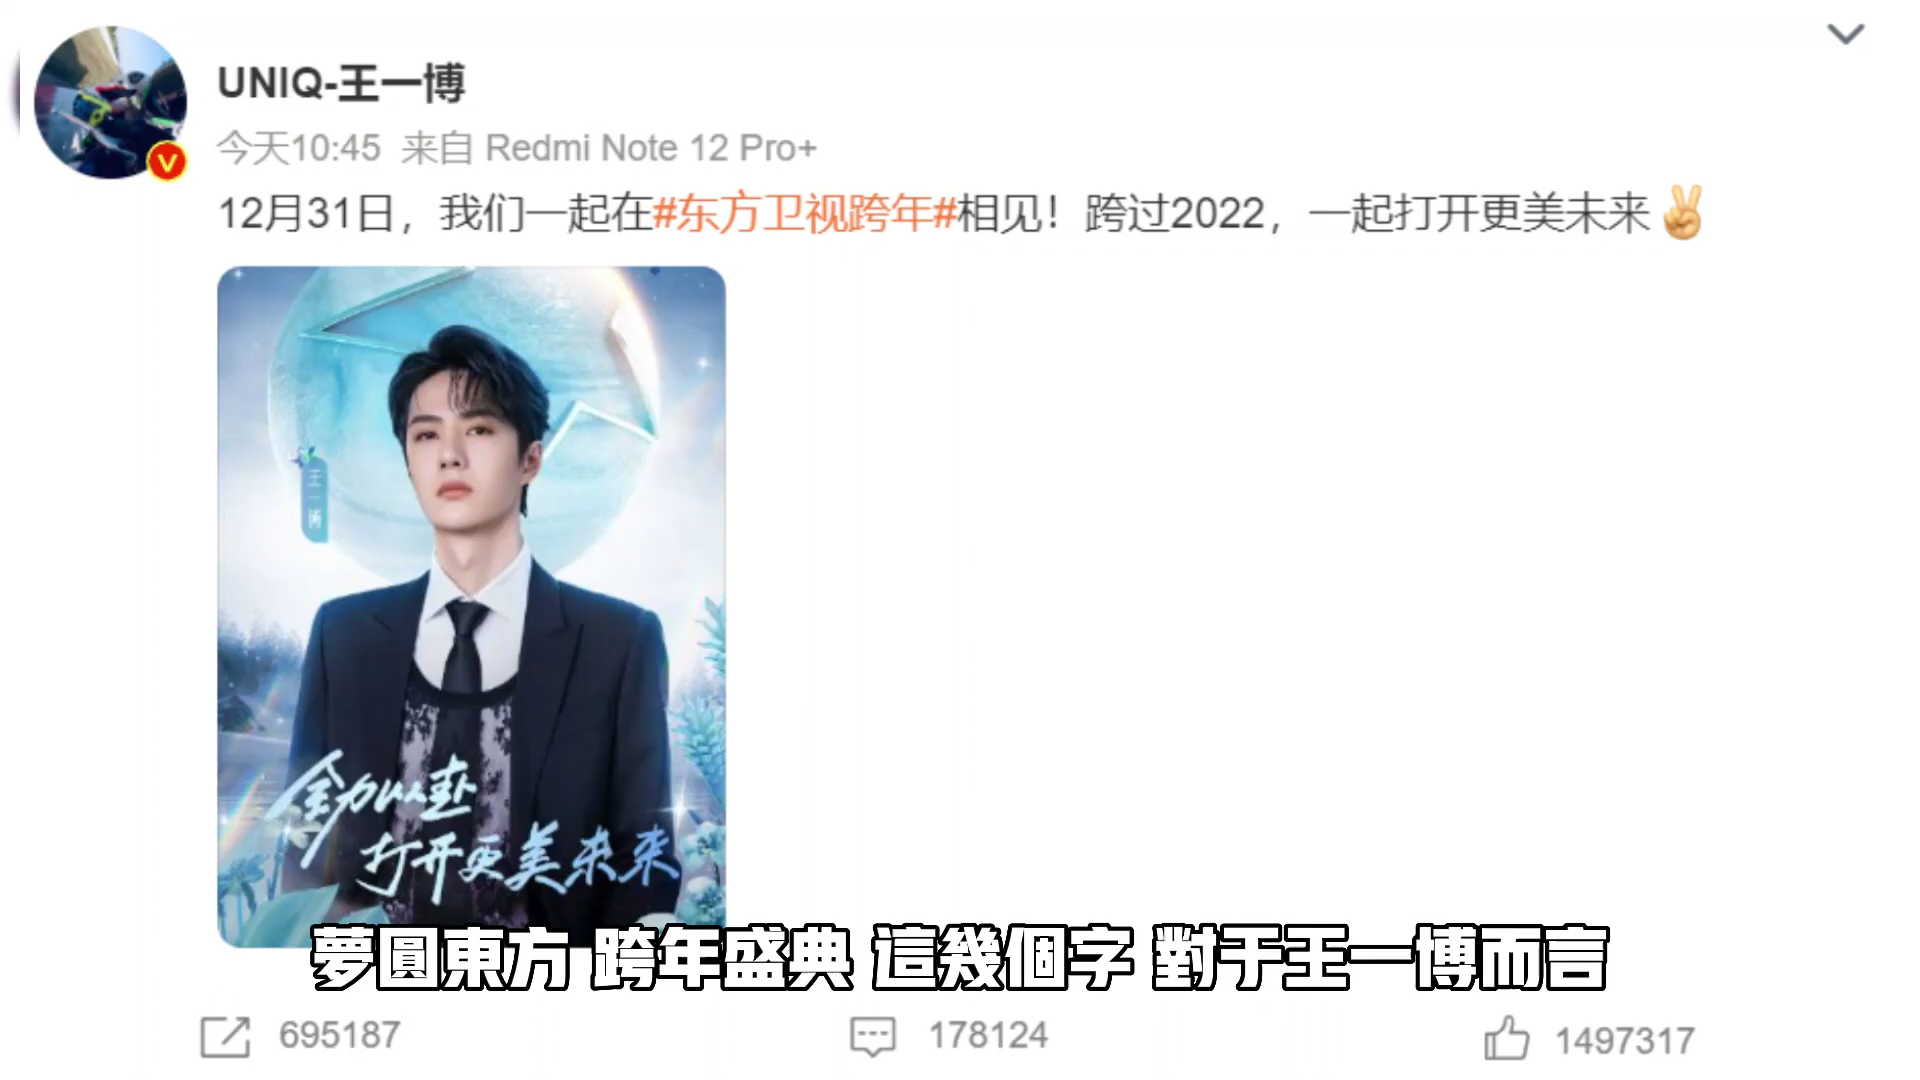 UNIQ-王一博
今天10:45 来自 Redmi Note 12 Pro+
12月31日，我们一起在#东方卫视跨年#相见！跨过2022，一起打开更美未来✌
王一博
全力以赴
打开更美未来
夢圓東方 跨年盛典 這幾個字 對于王一博而言
695187
178124
1497317